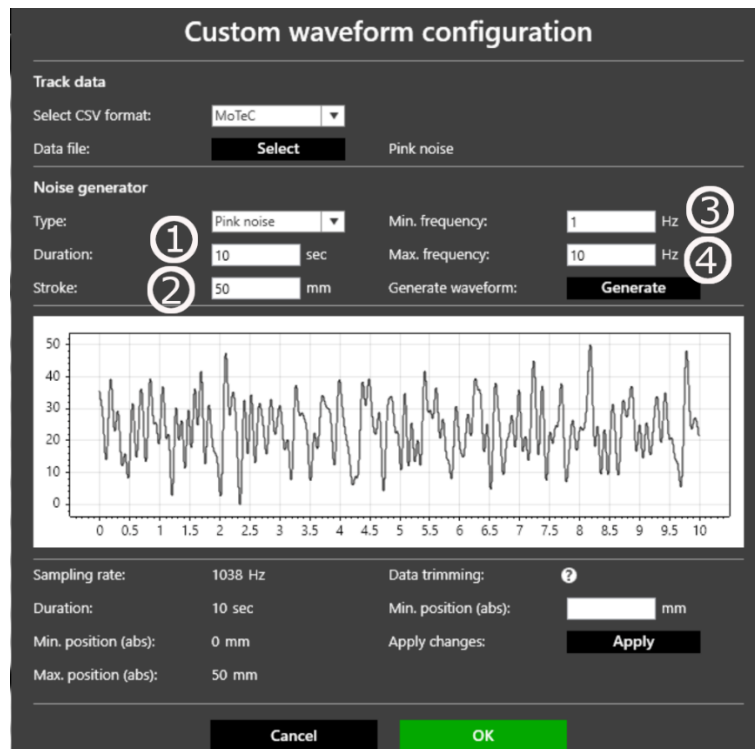 Custom waveform configuration
Track data
Select CSV format: MoTeC
Data file: Select Pink noise
Noise generator
Type: Pink noise Min. frequency: 1 Hz ③
① Duration: 10 sec Max. frequency: 10 Hz ④
Stroke: ② 50 mm Generate waveform: Generate
50
40
30
20
10
0
0 0.5 1 1.5 2 2.5 3 3.5 4 4.5 5 5.5 6 6.5 7 7.5 8 8.5 9 9.5 10
Sampling rate: 1038 Hz Data trimming: ?
Duration: 10 sec Min. position (abs): mm
Min. position (abs): 0 mm Apply changes: Apply
Max. position (abs): 50 mm
Cancel OK